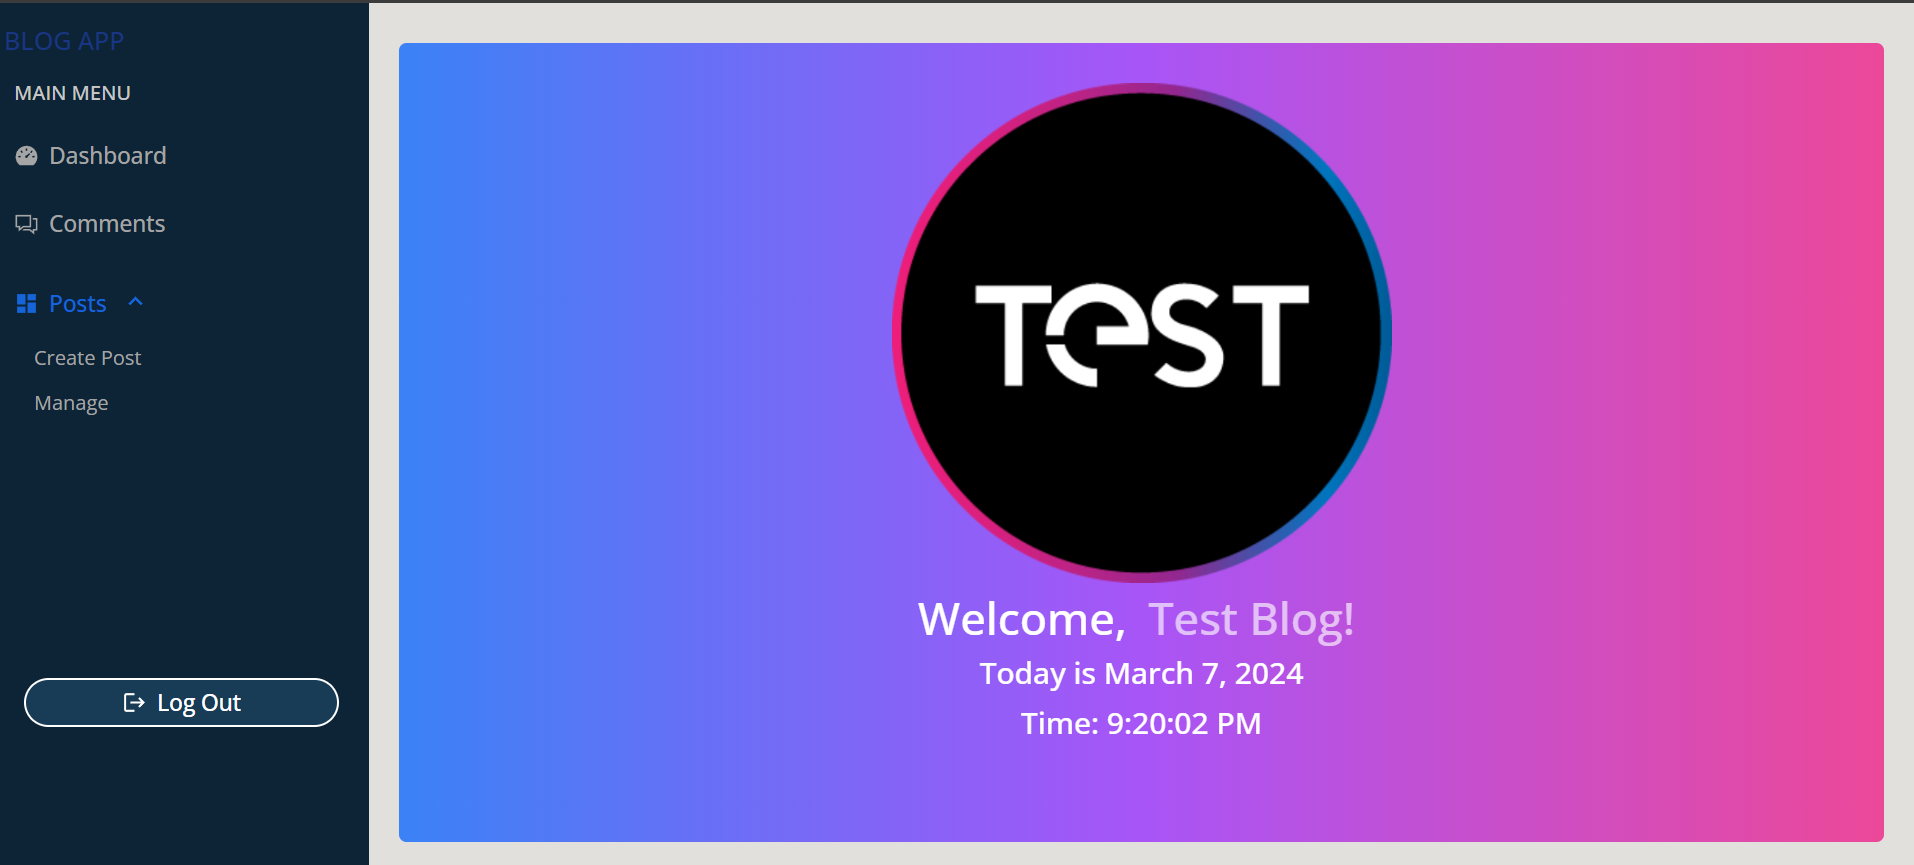 BLOG APP
MAIN MENU
Dashboard
Comments
Posts
Create Post
Manage
Log Out
TeST
Welcome, Test Blog!
Today is March 7, 2024
Time: 9:20:02 PM